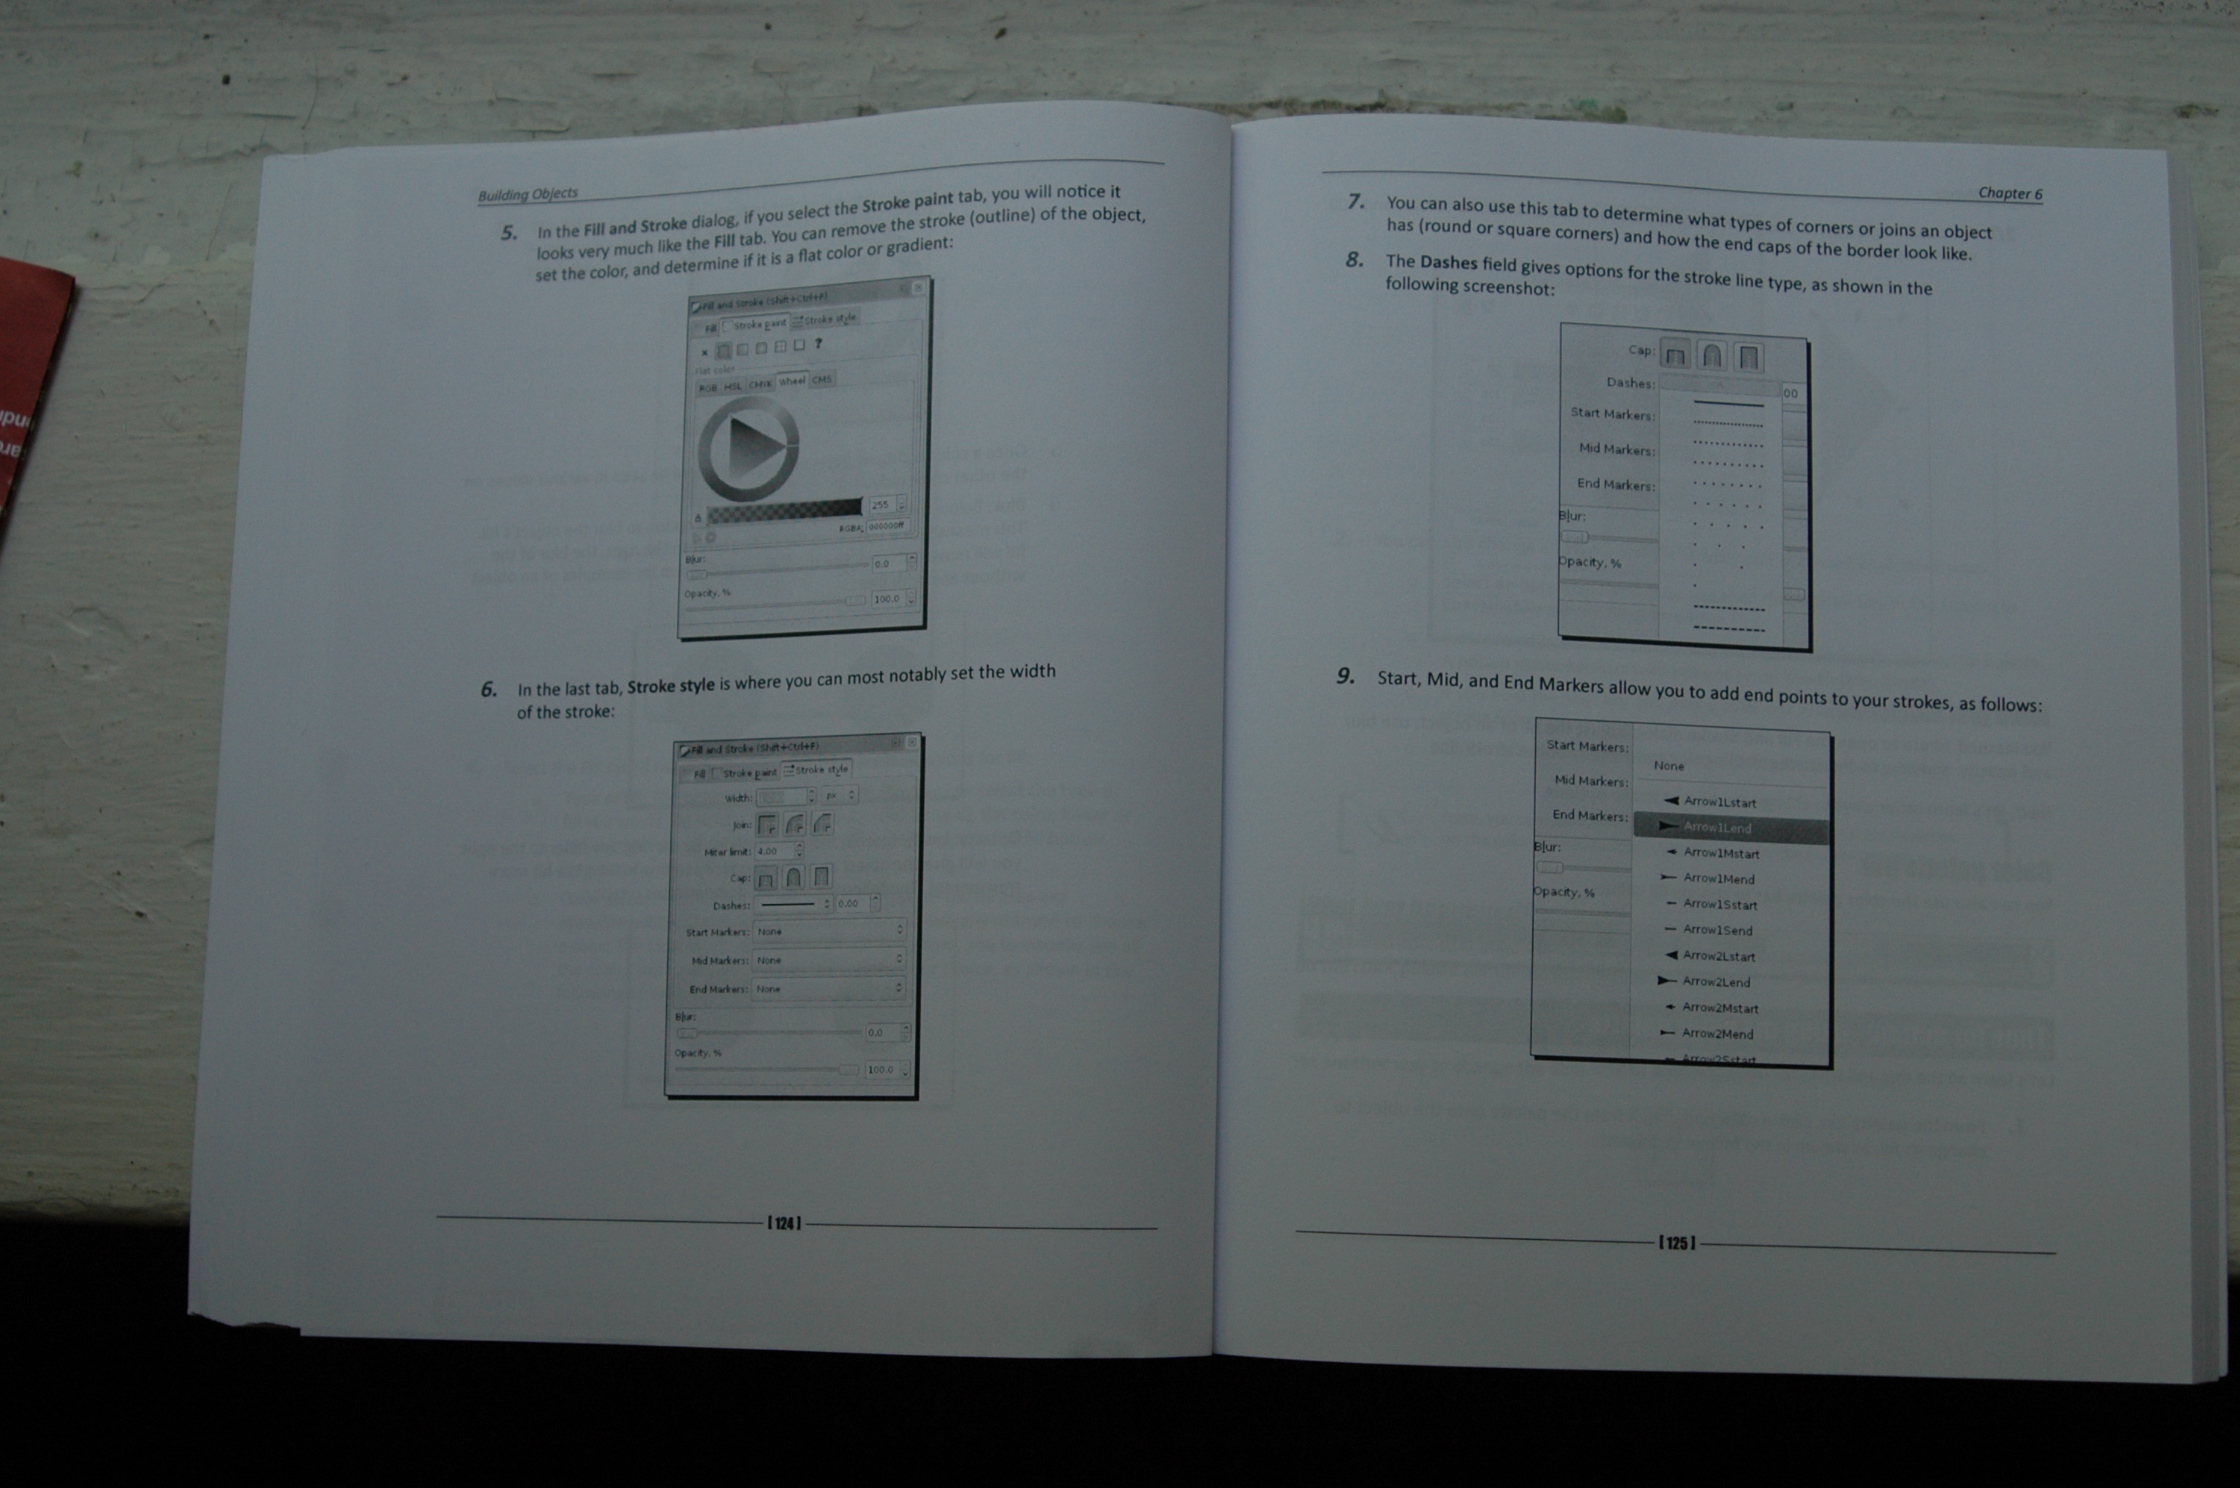 Building Objects
5. In the Fill and Stroke dialog, if you select the Stroke paint tab, you will notice it
looks very much like the Fill tab. You can remove the stroke (outline) of the object,
set the color, and determine if it is a flat color or gradient:
Fill and Stroke (Shift+Ctrl+F)
Fill Stroke paint Stroke style
?
Flat color
RGB HSL CMYK Wheel CMS
A 255
RGBA: 000000ff
Blur:
0.0
Opacity, %
100.0
6. In the last tab, Stroke style is where you can most notably set the width
of the stroke:
Fill and Stroke (Shift+Ctrl+F)
Fill Stroke paint Stroke style
Width: px
Join:
Miter limit: 4.00
Cap:
Dashes: 0.00
Start Markers: None
Mid Markers: None
End Markers: None
Blur:
0.0
Opacity, %
100.0
[ 124 ]
Chapter 6
7. You can also use this tab to determine what types of corners or joins an object
has (round or square corners) and how the end caps of the border look like.
8. The Dashes field gives options for the stroke line type, as shown in the
following screenshot:
Cap:
Dashes: 00
Start Markers:
Mid Markers:
End Markers:
Blur:
Opacity, %
9. Start, Mid, and End Markers allow you to add end points to your strokes, as follows:
Start Markers:
None
Mid Markers:
Arrow1Lstart
End Markers:
Arrow1Lend
Blur:
Arrow1Mstart
Arrow1Mend
Opacity, %
Arrow1Sstart
Arrow1Send
Arrow2Lstart
Arrow2Lend
Arrow2Mstart
Arrow2Mend
Arrow2Sstart
[ 125 ]